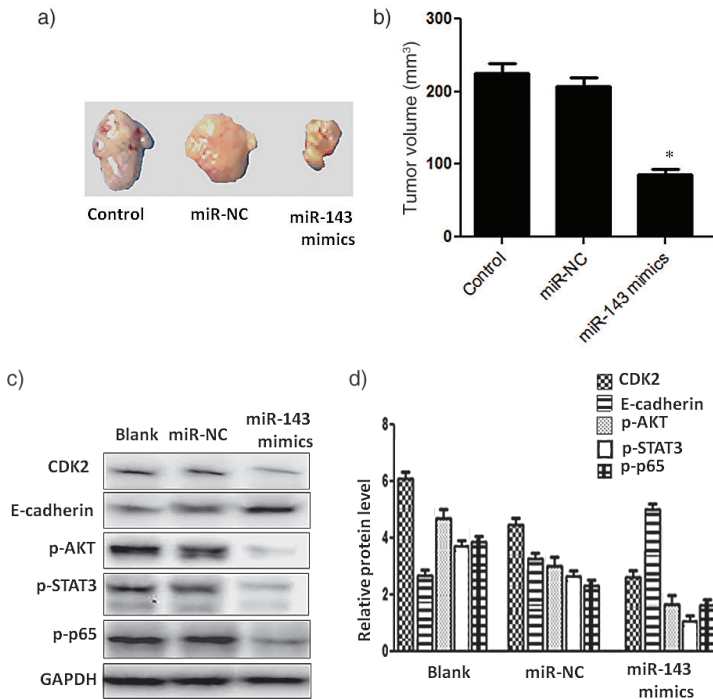 a)
Control
miR-NC
miR-143
mimics
b)
Tumor volume (mm³)
300
200
100
0
*
Control
miR-NC
miR-143 mimics
c)
Blank
miR-NC
miR-143
mimics
CDK2
E-cadherin
p-AKT
p-STAT3
p-p65
GAPDH
d)
CDK2
E-cadherin
p-AKT
p-STAT3
p-p65
Relative protein level
8
6
4
2
0
Blank
miR-NC
miR-143
mimics